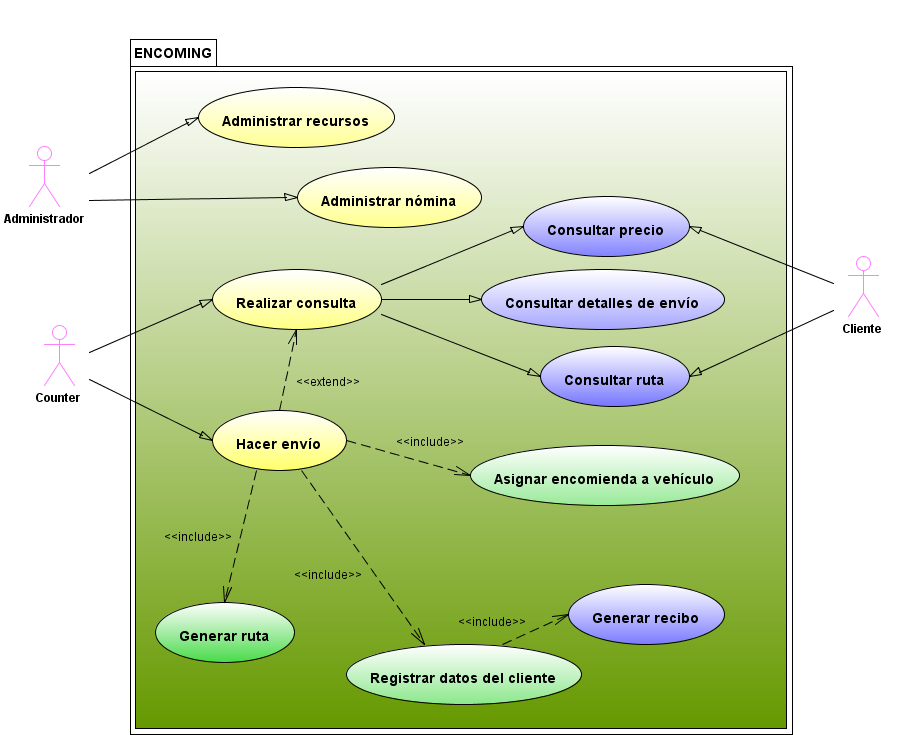 ENCOMING
Administrar recursos
Administrador
Administrar nómina
Consultar precio
Realizar consulta
Consultar detalles de envío
Cliente
Counter
Consultar ruta
<<extend>>
Hacer envío
<<include>>
Asignar encomienda a vehículo
<<include>>
<<include>>
Generar ruta
<<include>>
Generar recibo
Registrar datos del cliente